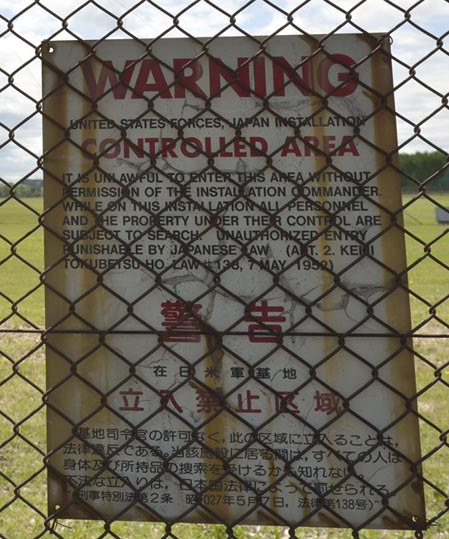 WARNING
UNITED STATES FORCES, JAPAN INSTALLATION
CONTROLLED AREA
IT IS UNLAWFUL TO ENTER THIS AREA WITHOUT
PERMISSION OF THE INSTALLATION COMMANDER.
WHILE ON THIS INSTALLATION ALL PERSONNEL
AND THE PROPERTY UNDER THEIR CONTROL ARE
SUBJECT TO SEARCH. UNAUTHORIZED ENTRY
PUNISHABLE BY JAPANESE LAW. (ART. 2. KEIJI
TOKUBETSU-HO, LAW #138, 7 MAY, 1952)
警告
在日米軍基地
立入禁止区域
基地司令官の許可なく，此の区域に立入ることは，
法律違反である。当該施設に居る間は，すべての人は
身体及び所持品の捜索を受けるかも知れない。
不法な立入りは，日本国法律によって罰せられる。
(刑事特別法第2条 昭和27年5月7日，法律第138号)